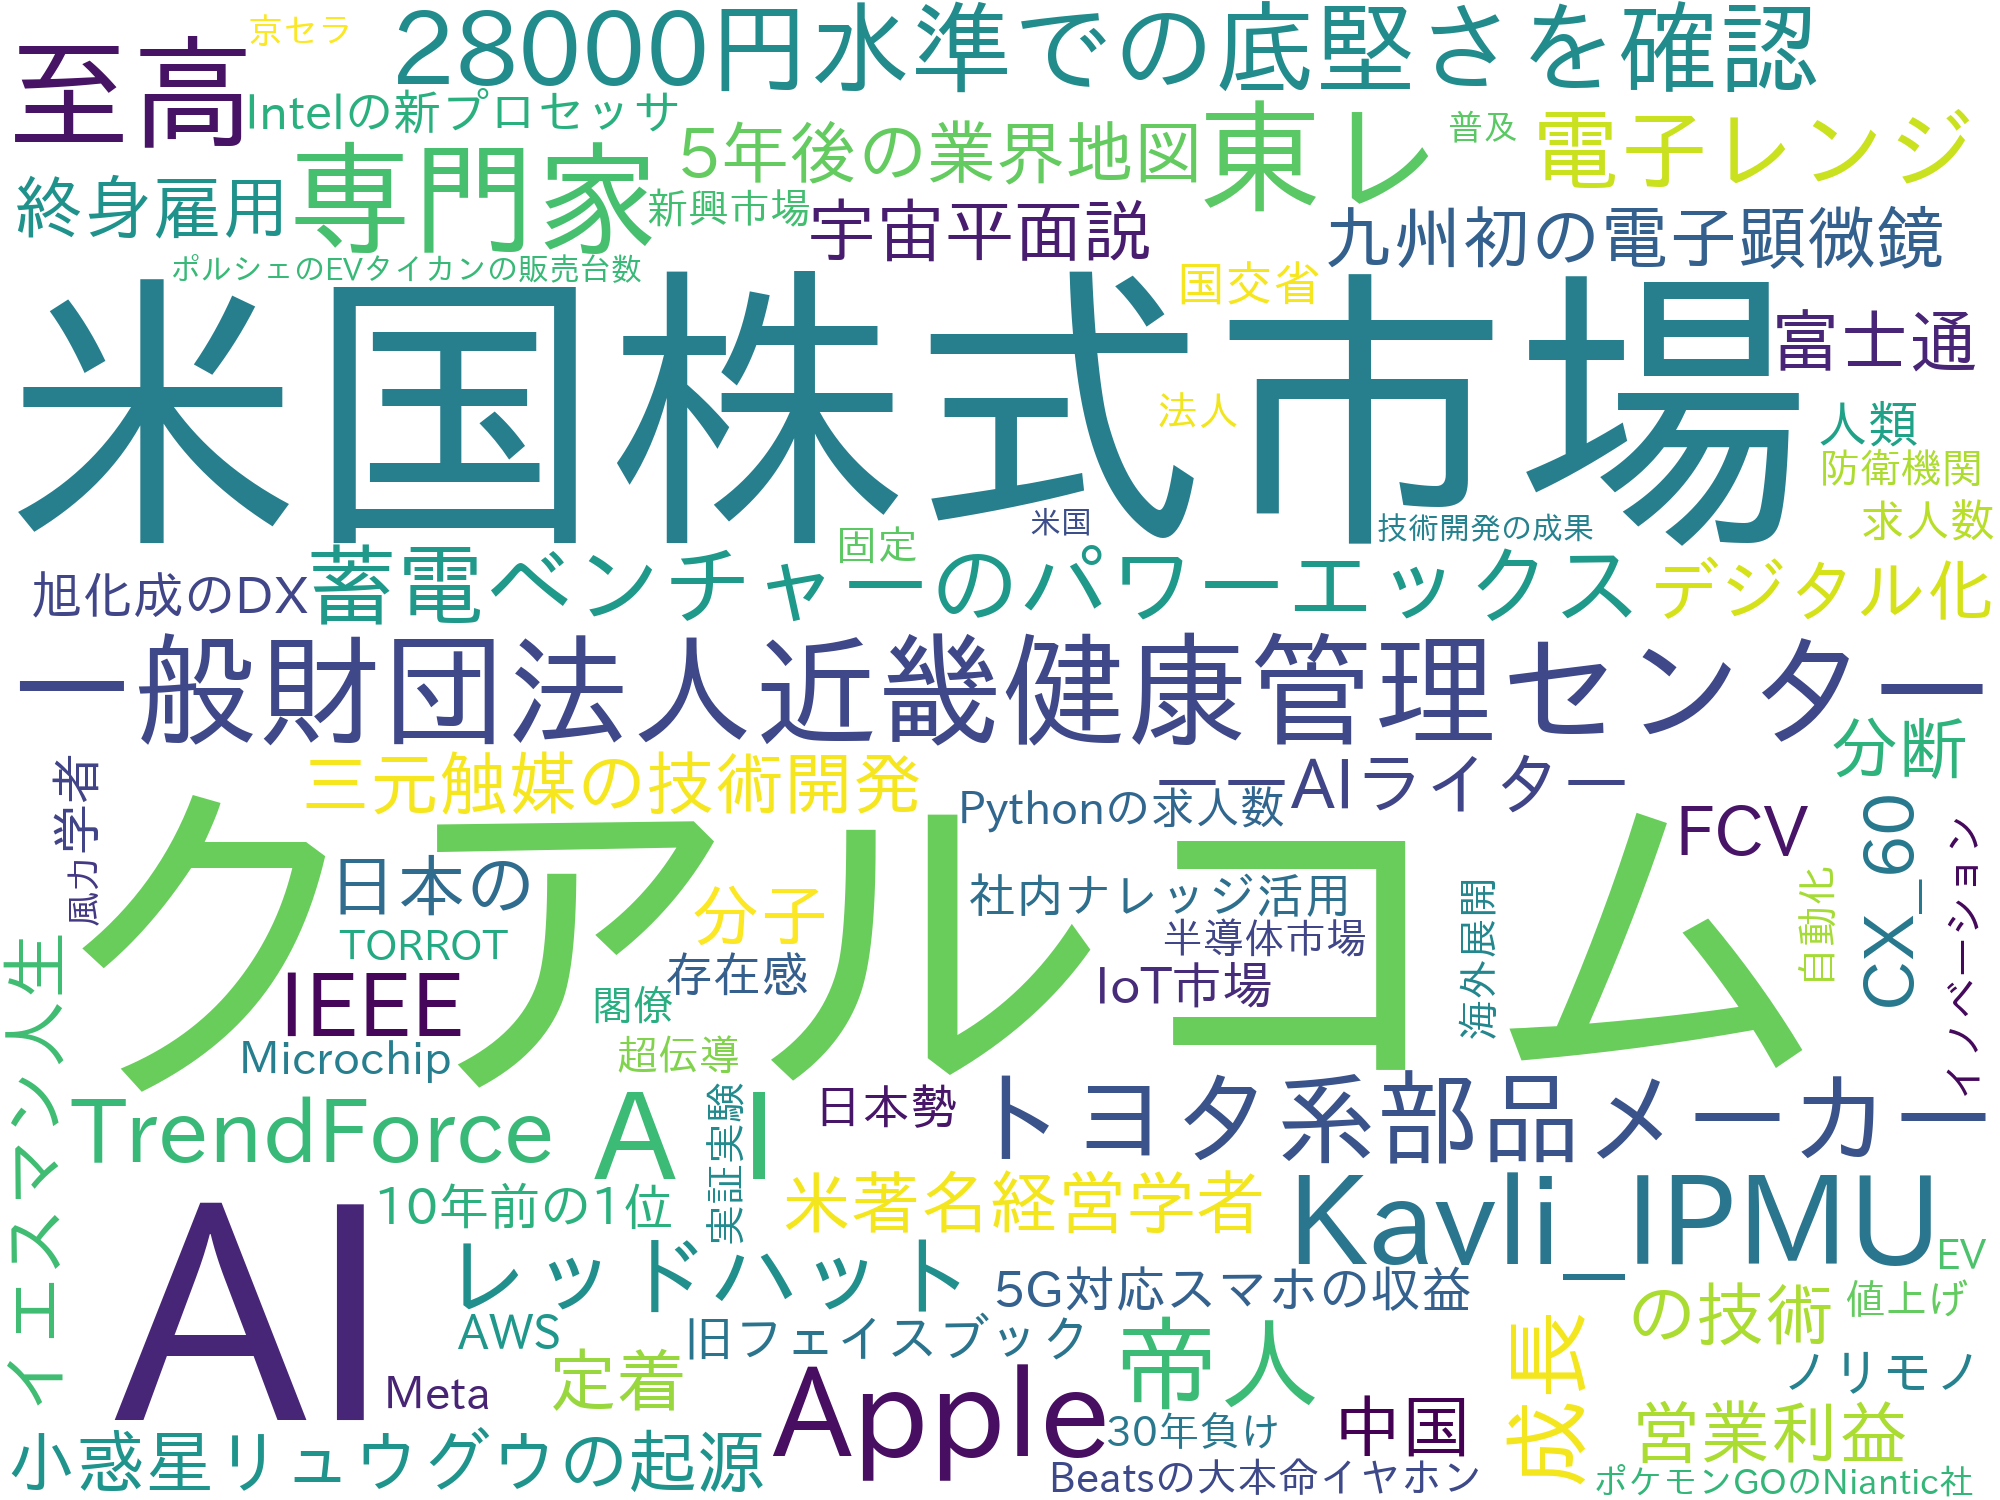 京セラ
28000円水準での底堅さを確認
至高
Intelの新プロセッサ
5年後の業界地図
東レ
普及
電子レンジ
専門家
終身雇用
新興市場
宇宙平面説
九州初の電子顕微鏡
ポルシェのEVタイカンの販売台数
国交省
米国株式市場
富士通
法人
人類
防衛機関
米国
技術開発の成果
求人数
固定
旭化成のDX
蓄電ベンチャーのパワーエックス
デジタル化
一般財団法人近畿健康管理センター
分断
学者
三元触媒の技術開発
ーーAIライター
Pythonの求人数
FCV
CX_60
イノベーション
風力
クアルコム
日本の
分子
社内ナレッジ活用
自動化
海外展開
TORROT
半導体市場
存在感
IoT市場
IEEE
閣僚
イエスマン人生
Microchip
超伝導
TrendForce
AI
実証実験
日本勢
トヨタ系部品メーカー
米著名経営学者
Kavli_IPMU
10年前の1位
AI
レッドハット
EV
5G対応スマホの収益
の技術
値上げ
AWS
旧フェイスブック
帝人
成長
定着
ノリモノ
Meta
Apple
30年負け
中国
営業利益
小惑星リュウグウの起源
Beatsの大本命イヤホン
ポケモンGOのNiantic社